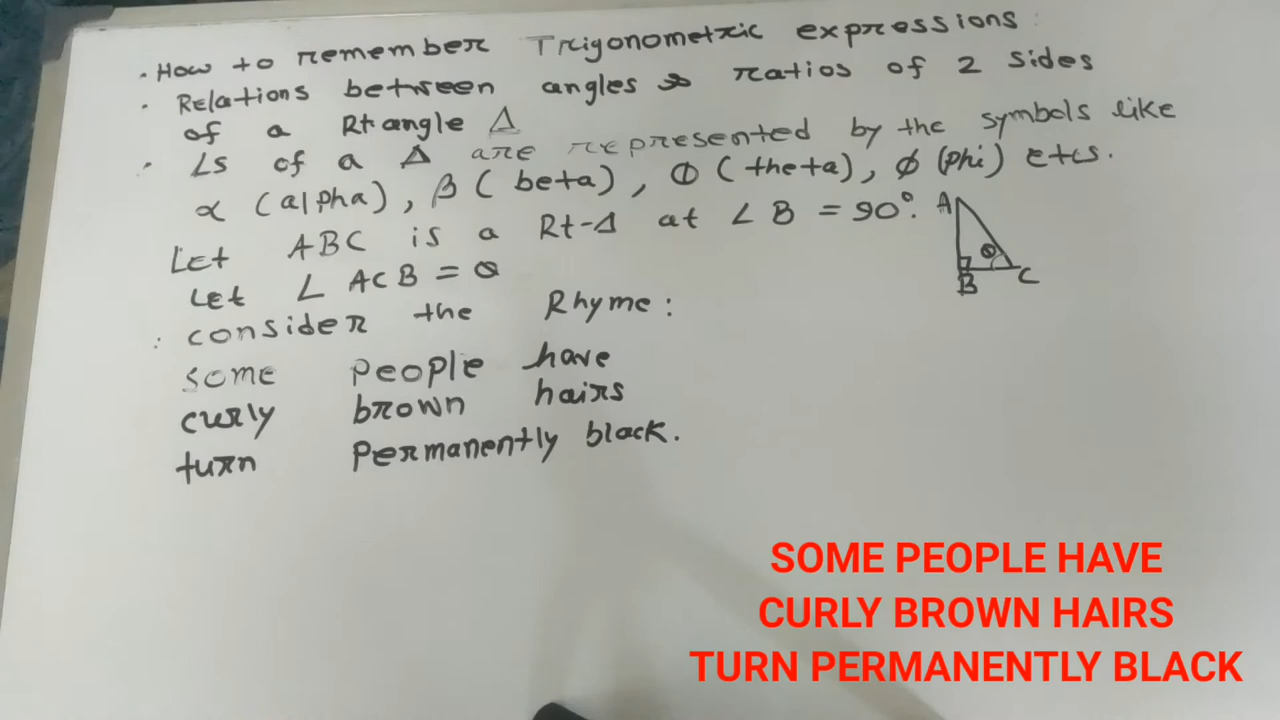 . How to remember Trigonometric expressions :
. Relations between angles & ratios of 2 sides
of a Rt angle Δ
. ∠s of a Δ are represented by the symbols like
∝ (alpha), β (beta), θ (theta), ϕ (phi) etcs.
Let ABC is a Rt-Δ at ∠B = 90°.
Let ∠ACB = θ
: consider the Rhyme:
some people have
curly brown hairs
turn Permanently black.
A
θ
B C
SOME PEOPLE HAVE
CURLY BROWN HAIRS
TURN PERMANENTLY BLACK